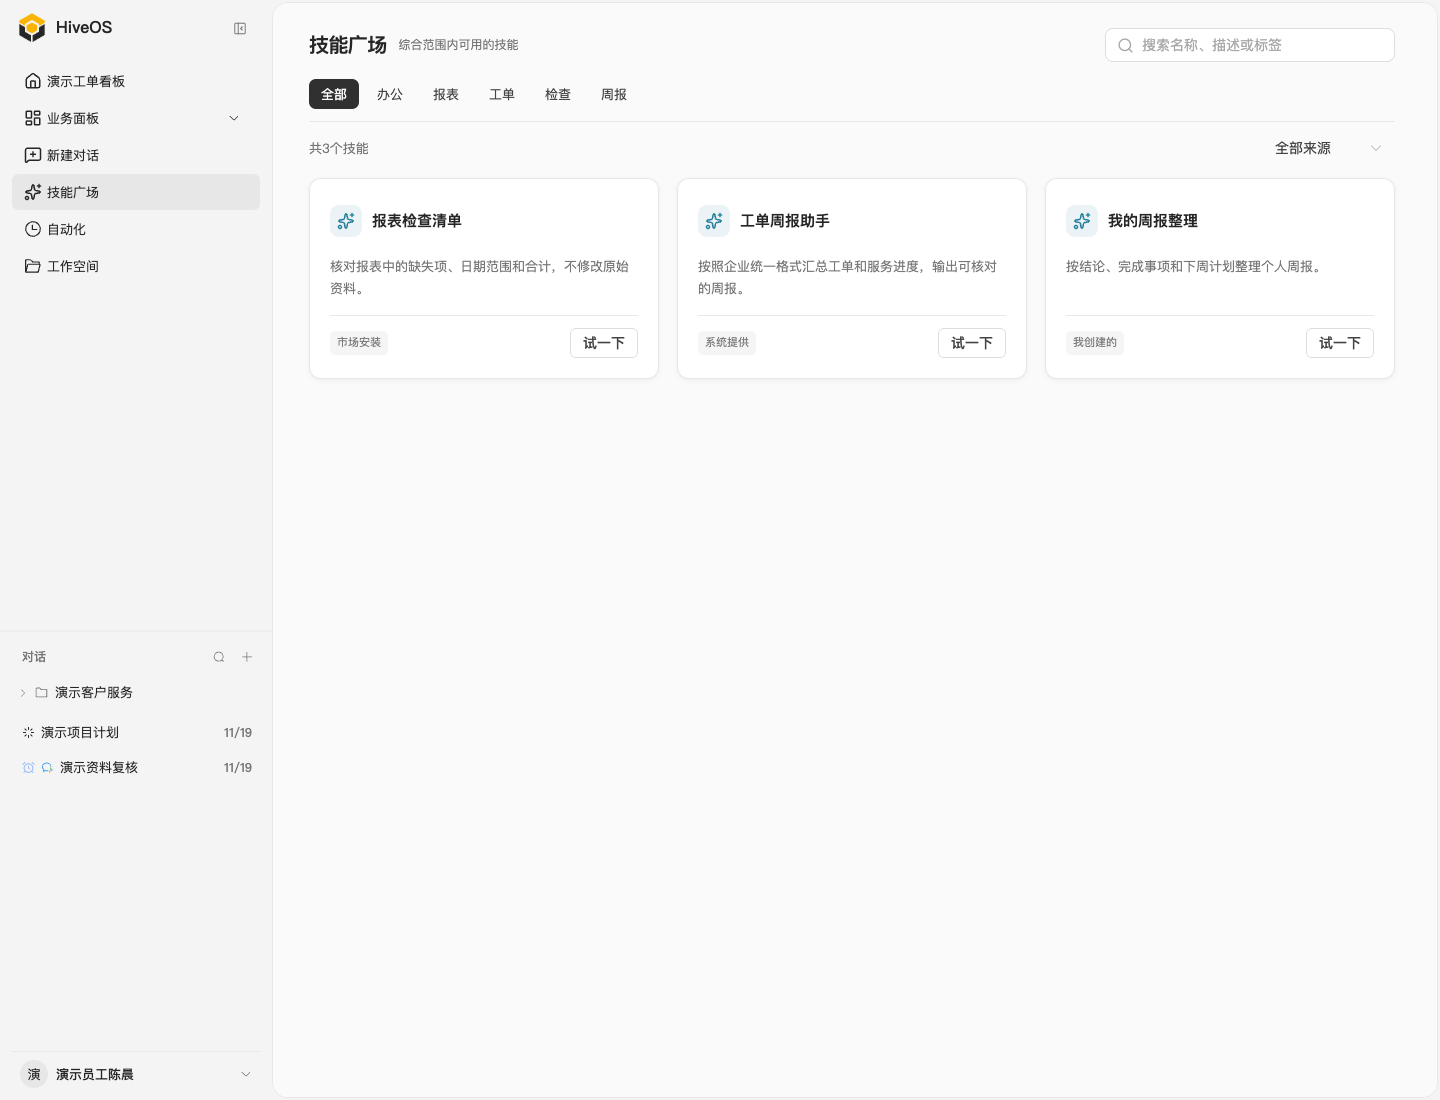 HiveOS
演示工单看板
业务面板
新建对话
技能广场
自动化
工作空间
对话
演示客户服务
演示项目计划 11/19
演示资料复核 11/19
演 演示员工陈晨
技能广场 综合范围内可用的技能
搜索名称、描述或标签
全部 办公 报表 工单 检查 周报
共3个技能
全部来源
报表检查清单
核对报表中的缺失项、日期范围和合计，不修改原始
资料。
市场安装 试一下
工单周报助手
按照企业统一格式汇总工单和服务进度，输出可核对
的周报。
系统提供 试一下
我的周报整理
按结论、完成事项和下周计划整理个人周报。
我创建的 试一下